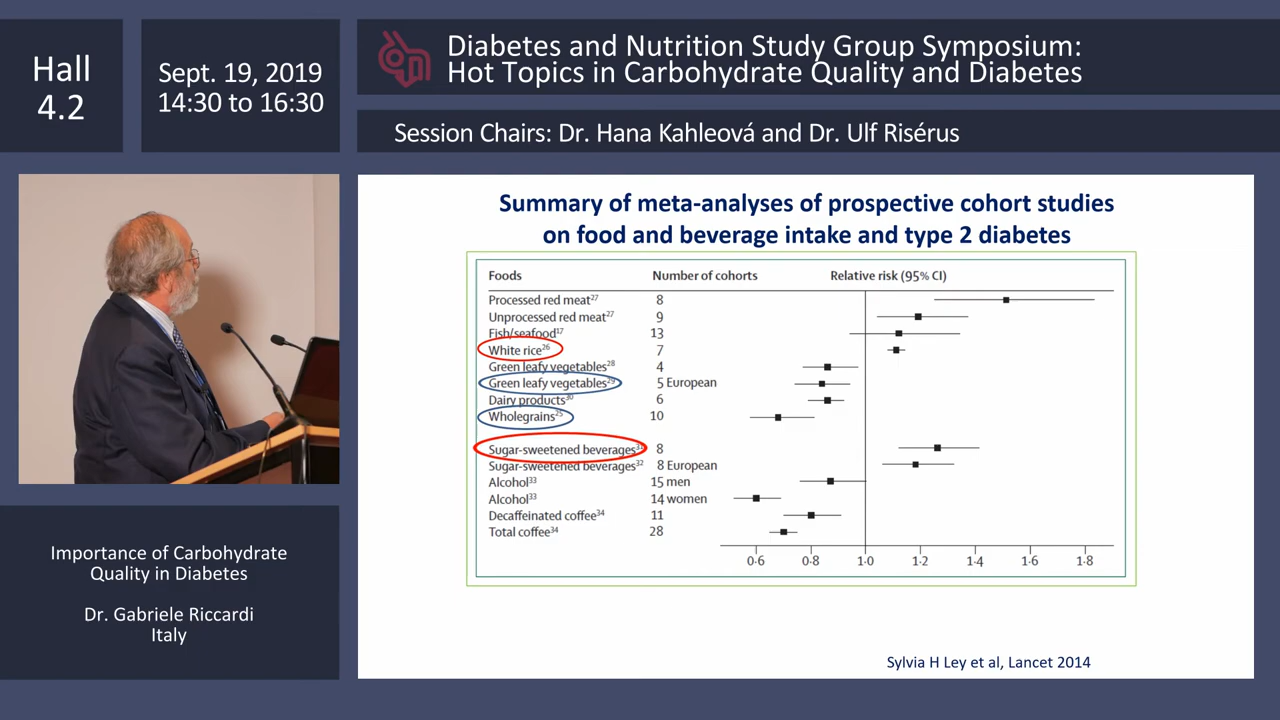 Hall
4.2
Sept. 19, 2019
14:30 to 16:30
Diabetes and Nutrition Study Group Symposium:
Hot Topics in Carbohydrate Quality and Diabetes
Session Chairs: Dr. Hana Kahleová and Dr. Ulf Risérus
Summary of meta-analyses of prospective cohort studies
on food and beverage intake and type 2 diabetes
Foods Number of cohorts Relative risk (95% CI)
Processed red meat²⁷ 8
Unprocessed red meat²⁷ 9
Fish/seafood¹⁷ 13
White rice²⁶ 7
Green leafy vegetables²⁸ 4
Green leafy vegetables²⁹ 5 European
Dairy products³⁰ 6
Wholegrains²⁵ 10
Sugar-sweetened beverages 8
Sugar-sweetened beverages³² 8 European
Alcohol³³ 15 men
Alcohol³³ 14 women
Decaffeinated coffee³⁴ 11
Total coffee³⁴ 28
0·6 0·8 1·0 1·2 1·4 1·6 1·8
Sylvia H Ley et al, Lancet 2014
Importance of Carbohydrate
Quality in Diabetes
Dr. Gabriele Riccardi
Italy